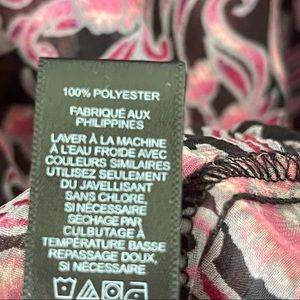 100% POLYESTER
FABRIQUÉ AUX
PHILIPPINES
LAVER À LA MACHINE
À L'EAU FROIDE AVEC
COULEURS SIMILAIRES
UTILISEZ SEULEMENT
DU JAVELLISANT
SANS CHLORE,
SI NÉCESSAIRE
SÉCHAGE PAR
CULBUTAGE À
TEMPÉRATURE BASSE
REPASSAGE DOUX,
SI NÉCESSAIRE